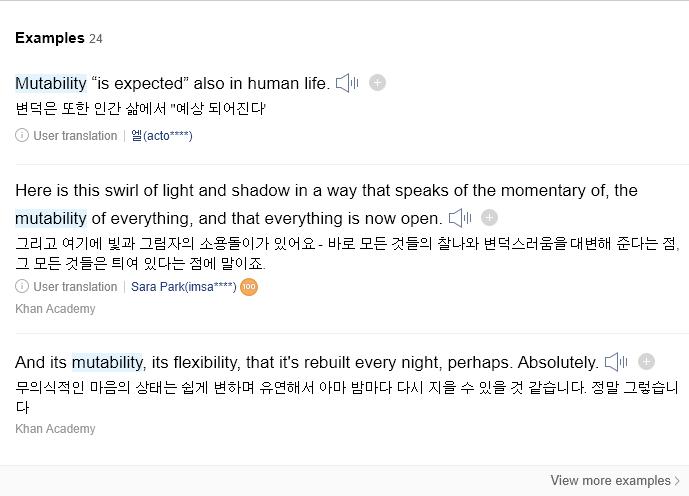 Examples 24
Mutability “is expected” also in human life.
변덕은 또한 인간 삶에서 "예상 되어진다'
User translation | 엘(acto****)
Here is this swirl of light and shadow in a way that speaks of the momentary of, the
mutability of everything, and that everything is now open.
그리고 여기에 빛과 그림자의 소용돌이가 있어요 - 바로 모든 것들의 찰나와 변덕스러움을 대변해 준다는 점,
그 모든 것들은 틔여 있다는 점에 말이죠.
User translation | Sara Park(imsa****) 100
Khan Academy
And its mutability, its flexibility, that it's rebuilt every night, perhaps. Absolutely.
무의식적인 마음의 상태는 쉽게 변하며 유연해서 아마 밤마다 다시 지을 수 있을 것 같습니다. 정말 그렇습니
다
Khan Academy
View more examples